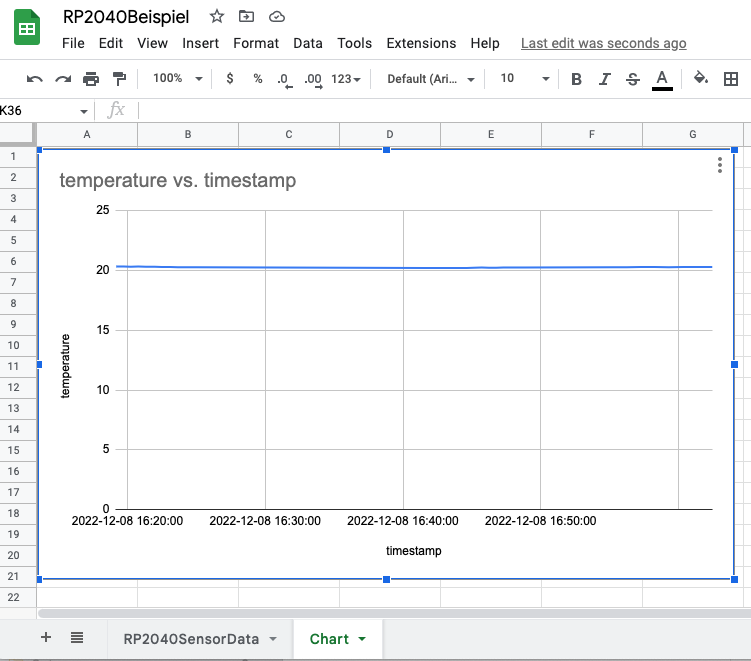 RP2040Beispiel
File Edit View Insert Format Data Tools Extensions Help Last edit was seconds ago
100% $ % .0 .00 123 Default (Ari... 10 B I S A
K36 fx
A B C D E F G
1
2
3
4
5
6
7
8
9
10
11
12
13
14
15
16
17
18
19
20
21
22
temperature vs. timestamp
25
20
15
10
5
0
temperature
2022-12-08 16:20:00 2022-12-08 16:30:00 2022-12-08 16:40:00 2022-12-08 16:50:00
timestamp
+ RP2040SensorData Chart